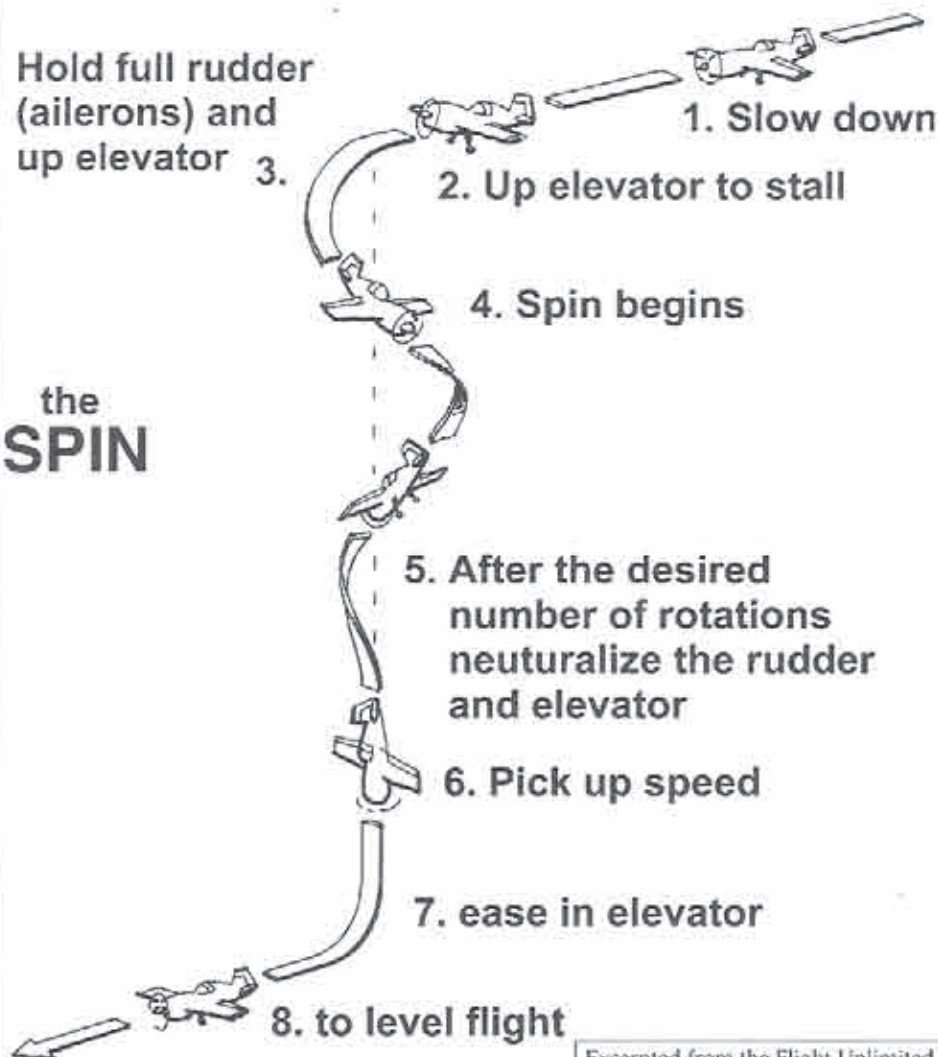 1. Slow down
2. Up elevator to stall
Hold full rudder
(ailerons) and
up elevator 3.
4. Spin begins
the
SPIN
5. After the desired
number of rotations
neuturalize the rudder
and elevator
6. Pick up speed
7. ease in elevator
8. to level flight
Excerpted from the Flight Unlimited